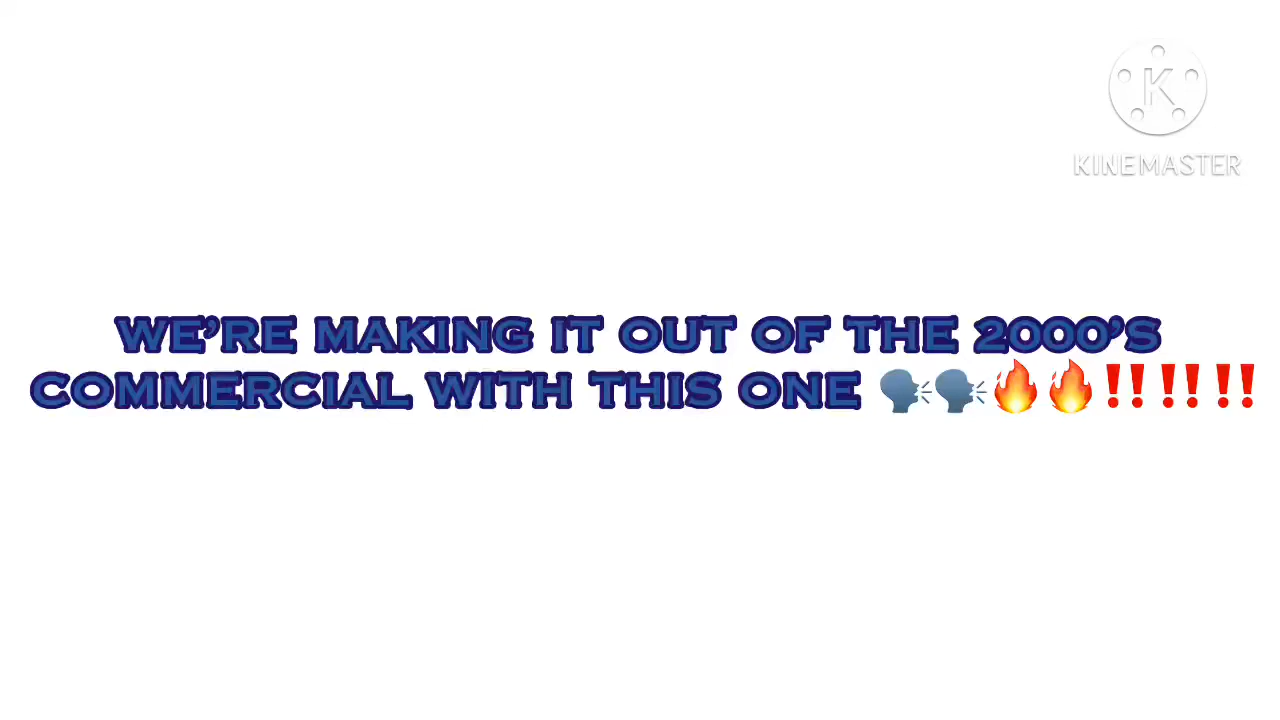 K
KINEMASTER
WE’RE MAKING IT OUT OF THE 2000’S
COMMERCIAL WITH THIS ONE 🗣️🗣️🔥🔥‼️‼️‼️